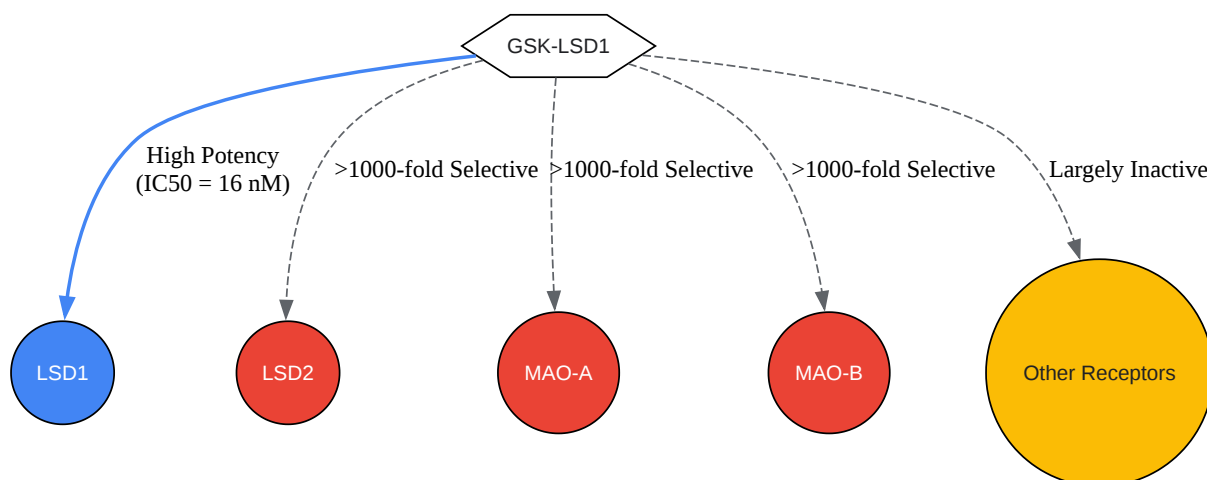 GSK-LSD1
High Potency
(IC50 = 16 nM)
>1000-fold Selective
>1000-fold Selective
>1000-fold Selective
Largely Inactive
LSD1
LSD2
MAO-A
MAO-B
Other Receptors